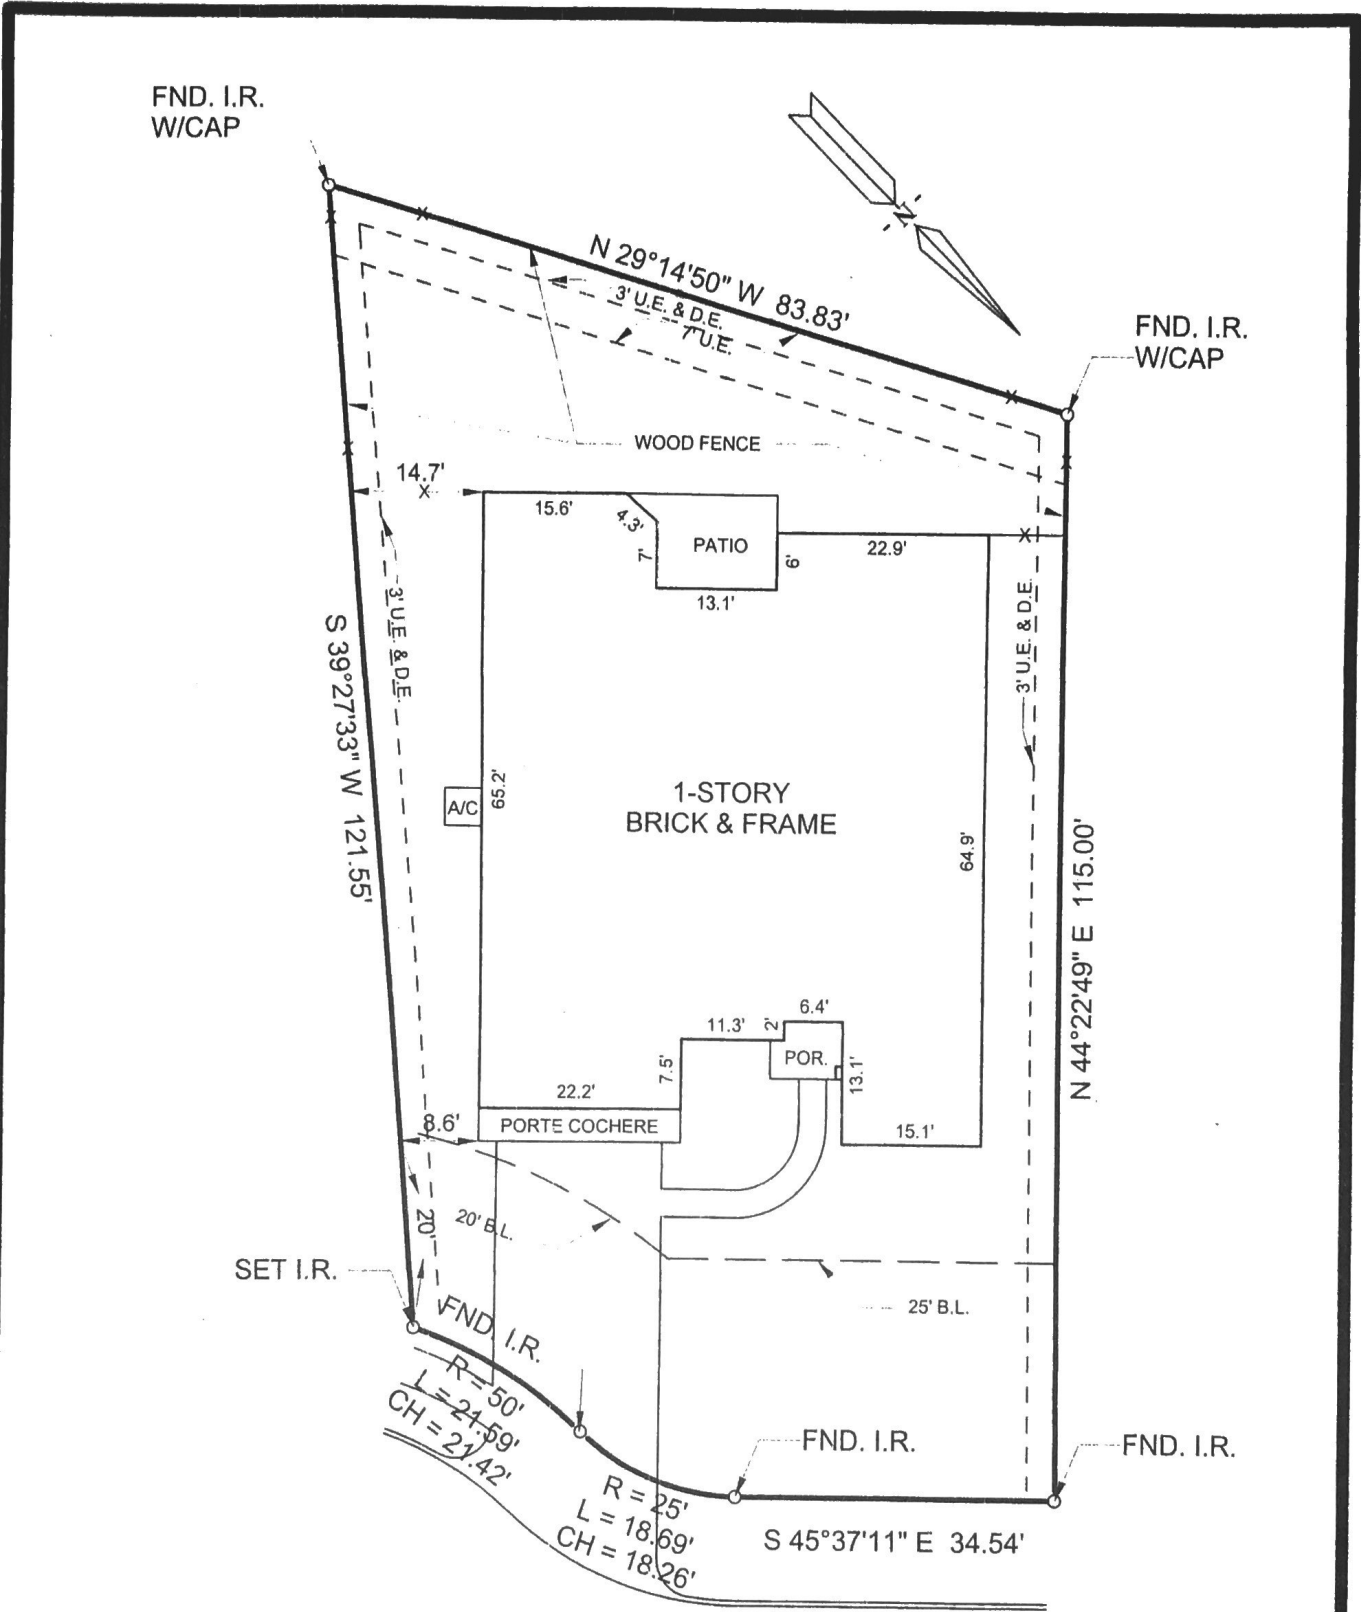 FND. I.R.
W/CAP
N
N 29°14'50" W 83.83'
3' U.E. & D.E.
7' U.E.
FND. I.R.
W/CAP
WOOD FENCE
14.7'
X
15.6'
4.3'
7'
PATIO
6'
22.9'
13.1'
3' U.E. & D.E.
3' U.E. & D.E.
S 39°27'33" W 121.55'
A/C
65.2'
1-STORY
BRICK & FRAME
64.9'
N 44°22'49" E 115.00'
6.4'
11.3'
2'
POR.
7.5'
13.1'
22.2'
8.6'
PORTE COCHERE
15.1'
20'
20' B.L.
SET I.R.
25' B.L.
FND. I.R.
R = 50'
L = 21.59'
CH = 21.42'
FND. I.R.
FND. I.R.
R = 25'
L = 18.69'
CH = 18.26'
S 45°37'11" E 34.54'